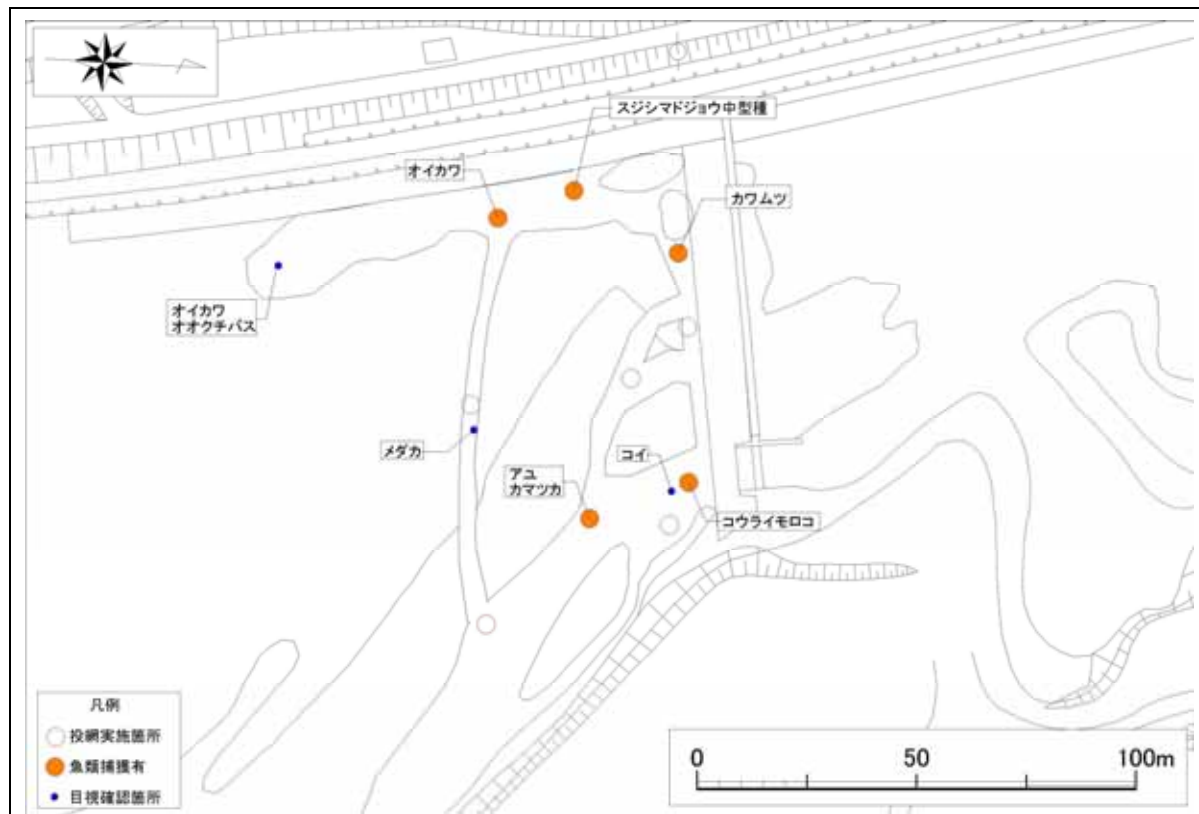 スジシマドジョウ中型種
オイカワ
カワムツ
オイカワ
オオクチバス
メダカ
アユ
カマツカ
コイ
コウライモロコ
凡例
投網実施箇所
魚類捕獲有
目視確認箇所
0 50 100m